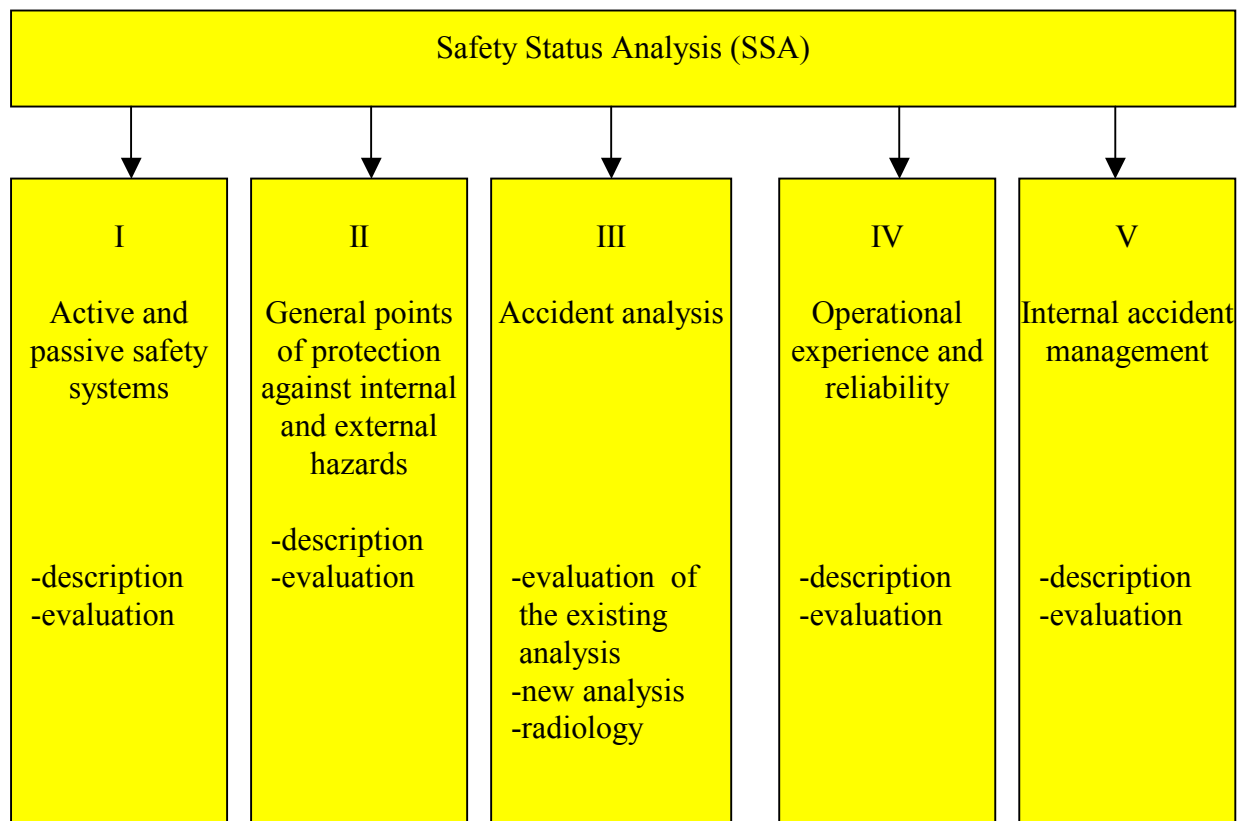 Safety Status Analysis (SSA)
I
Active and
passive safety
systems
-description
-evaluation
II
General points
of protection
against internal
and external
hazards
-description
-evaluation
III
Accident analysis
-evaluation of
the existing
analysis
-new analysis
-radiology
IV
Operational
experience and
reliability
-description
-evaluation
V
Internal accident
management
-description
-evaluation